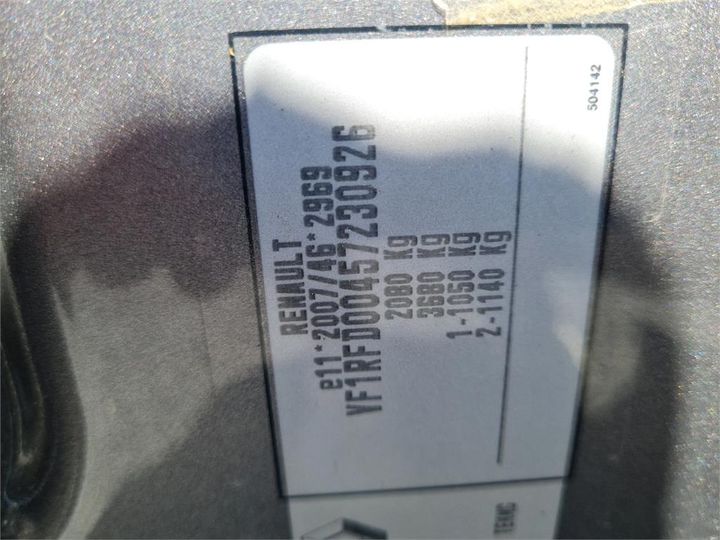 RENAULT
e11*2007/46*2969
VF1RFD00457230926
2080 Kg
3680 Kg
1-1050 Kg
2-1140 Kg
504142